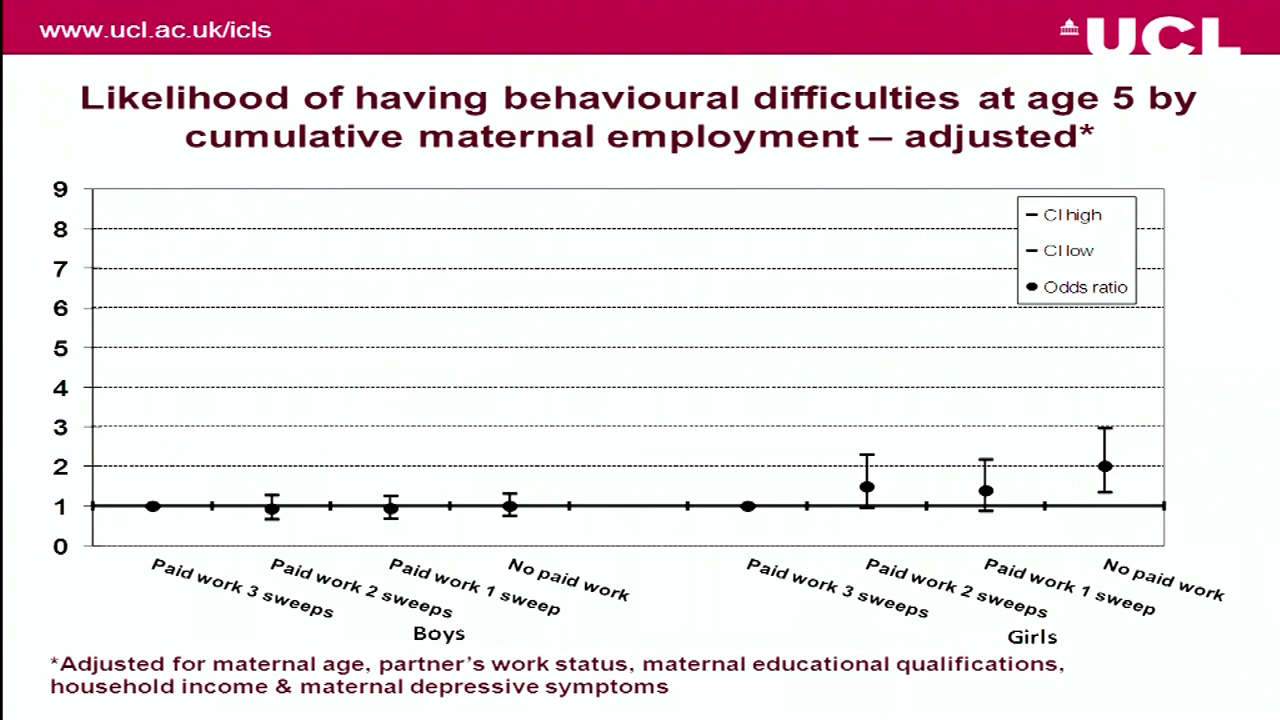 www.ucl.ac.uk/icls
UCL
Likelihood of having behavioural difficulties at age 5 by
cumulative maternal employment – adjusted*
9
8
7
6
5
4
3
2
1
0
CI high
CI low
Odds ratio
Paid work 3 sweeps
Paid work 2 sweeps
Paid work 1 sweep
No paid work
Paid work 3 sweeps
Paid work 2 sweeps
Paid work 1 sweep
No paid work
Boys
Girls
*Adjusted for maternal age, partner's work status, maternal educational qualifications,
household income & maternal depressive symptoms